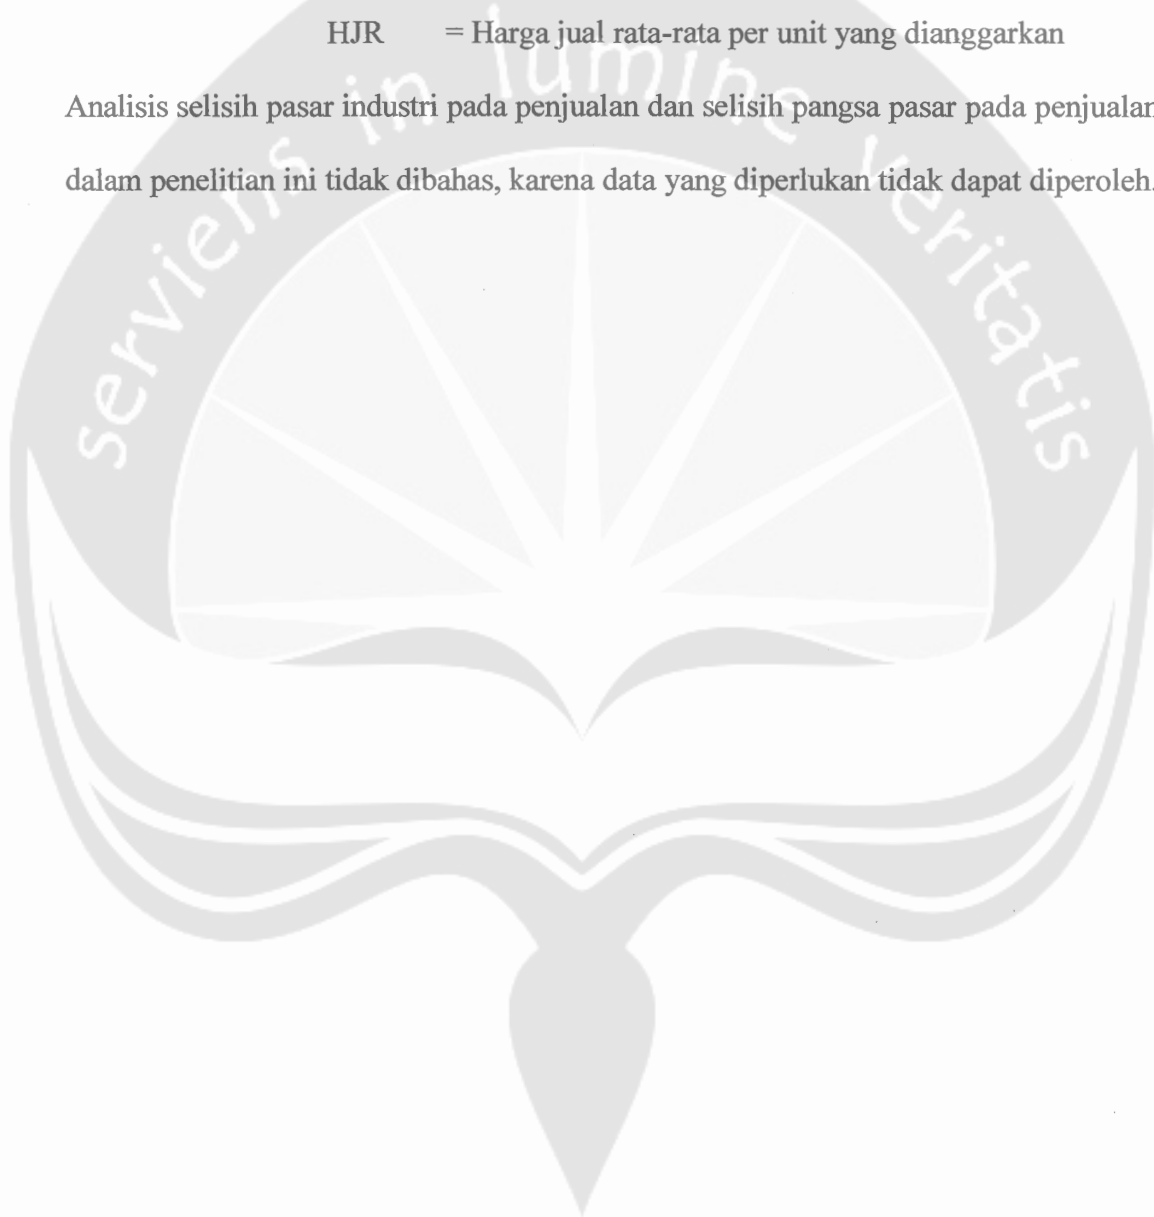 HJR = Harga jual rata-rata per unit yang dianggarkan
Analisis selisih pasar industri pada penjualan dan selisih pangsa pasar pada penjualan
dalam penelitian ini tidak dibahas, karena data yang diperlukan tidak dapat diperoleh.
serviens in lumine veritatis